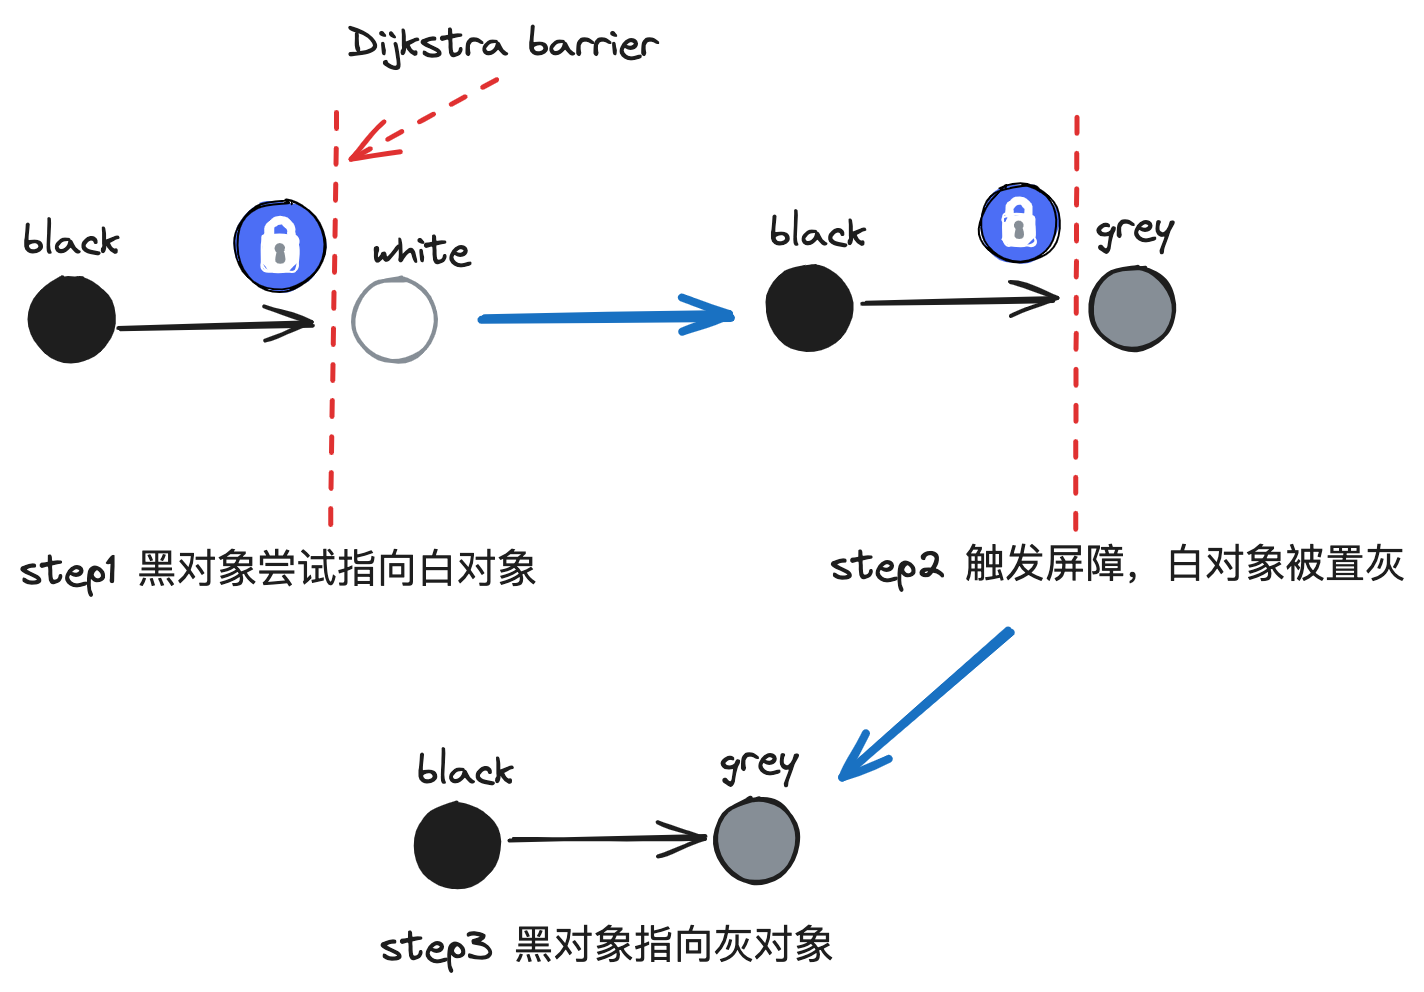 Dijkstra barrier
black
white
black
grey
step1 黑对象尝试指向白对象
step2 触发屏障，白对象被置灰
black
grey
step3 黑对象指向灰对象